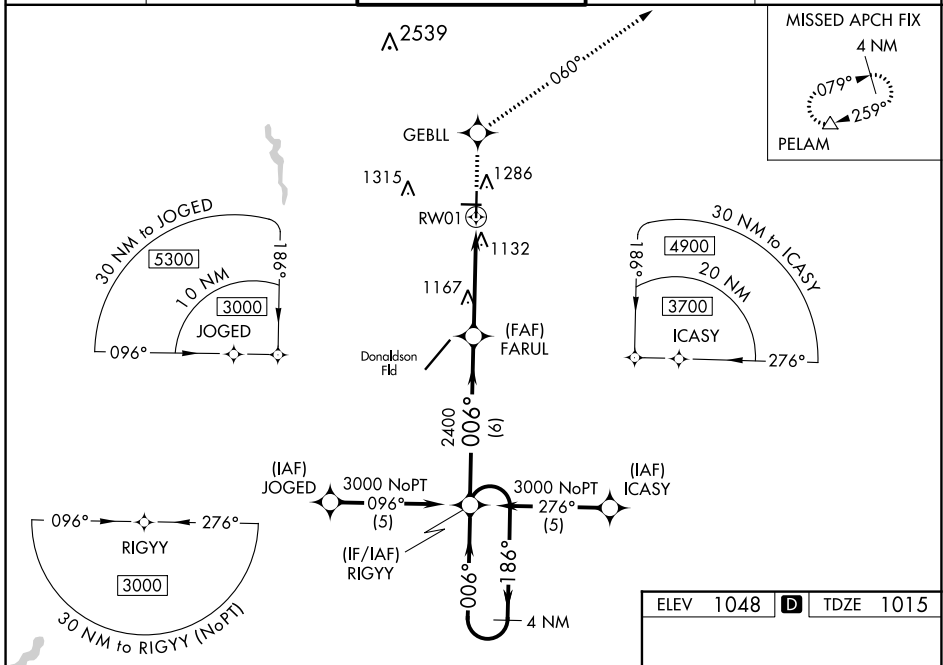 MISSED APCH FIX
4 NM
079°
259°
PELAM
2539
060°
GEBLL
1315
1286
RW01
1132
1167
(FAF)
FARUL
Donaldson
Fld
30 NM to JOGED
5300
186°
10 NM
3000
JOGED
096°
30 NM to ICASY
4900
186°
20 NM
3700
ICASY
276°
2400
006°
(6)
(IAF)
JOGED
3000 NoPT
096°
(5)
(IAF)
ICASY
3000 NoPT
276°
(5)
(IF/IAF)
RIGYY
006°
186°
4 NM
096°
276°
RIGYY
3000
30 NM to RIGYY (NoPT)
ELEV 1048 D TDZE 1015